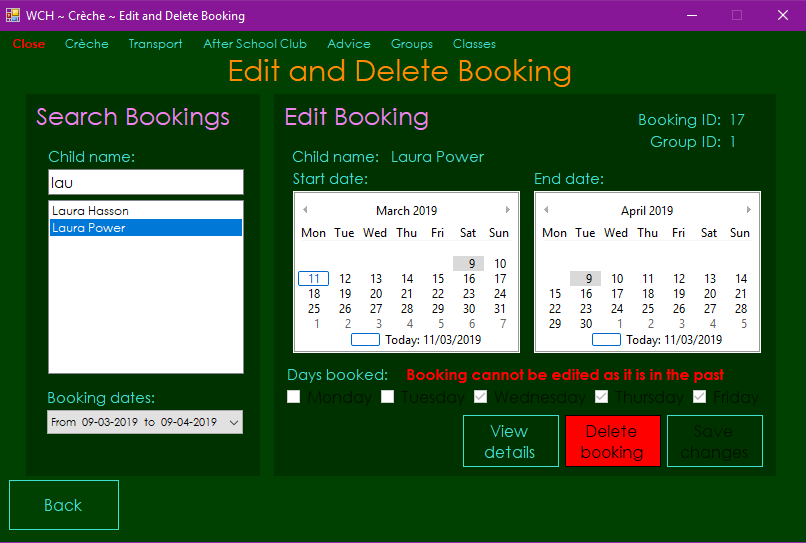 WCH ~ Crèche ~ Edit and Delete Booking
Close Crèche Transport After School Club Advice Groups Classes
Edit and Delete Booking
Search Bookings
Child name:
lau
Laura Hasson
Laura Power
Booking dates:
From 09-03-2019 to 09-04-2019
Edit Booking
Booking ID: 17
Group ID: 1
Child name: Laura Power
Start date:
March 2019
Mon Tue Wed Thu Fri Sat Sun
9 10
11 12 13 14 15 16 17
18 19 20 21 22 23 24
25 26 27 28 29 30 31
1 2 3 4 5 6 7
Today: 11/03/2019
End date:
April 2019
Mon Tue Wed Thu Fri Sat Sun
9 10 11 12 13 14
15 16 17 18 19 20 21
22 23 24 25 26 27 28
29 30 1 2 3 4 5
Today: 11/03/2019
Days booked: Booking cannot be edited as it is in the past
Monday Tuesday Wednesday Thursday Friday
View
details
Delete
booking
Save
changes
Back